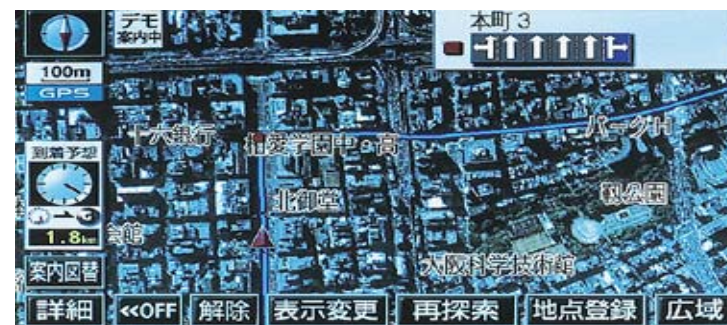 デモ
案内中
本町3
100m
GPS
十六銀行
相愛学園中・高
パークH
到着予想
北御堂
靱公園
1.8km
会館
大阪科学技術館
案内図替
詳細
<<OFF
解除
表示変更
再探索
地点登録
広域